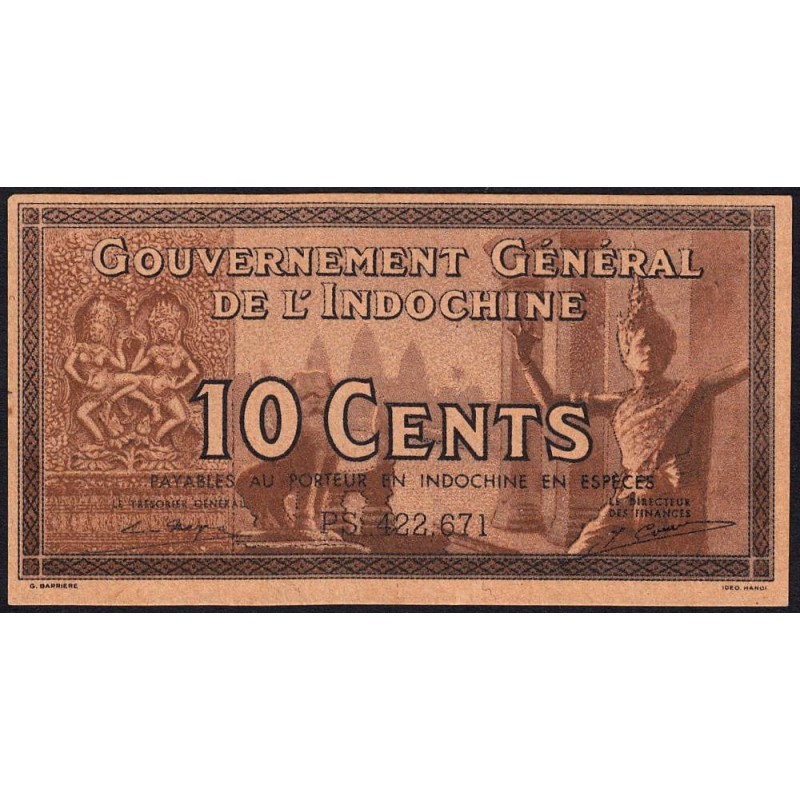 GOUVERNEMENT GÉNÉRAL
DE L'INDOCHINE
10 CENTS
PAYABLES AU PORTEUR EN INDOCHINE EN ESPÈCES
LE TRÉSORIER GÉNÉRAL
LE DIRECTEUR
DES FINANCES
PS 422,671
G. BARRIÈRE
IDEO. HANOI